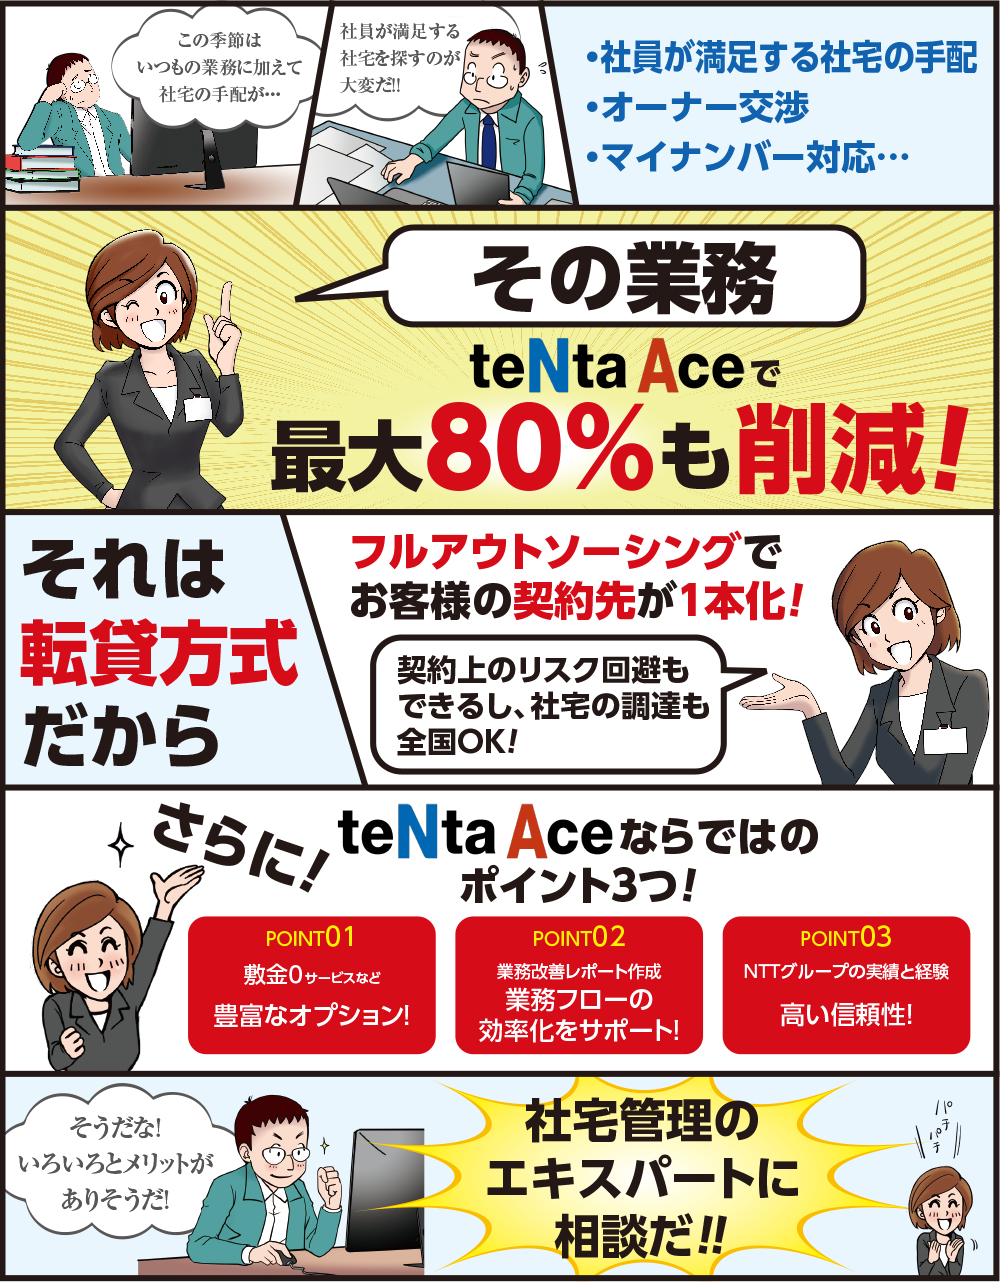 この季節は
いつもの業務に加えて
社宅の手配が…
社員が満足する
社宅を探すのが
大変だ!!
・社員が満足する社宅の手配
・オーナー交渉
・マイナンバー対応…
その業務
teNta Aceで
最大80%も削減!
それは
転貸方式
だから
フルアウトソーシングで
お客様の契約先が1本化!
契約上のリスク回避も
できるし、社宅の調達も
全国OK!
さらに!
teNta Aceならではの
ポイント3つ!
POINT01
敷金0サービスなど
豊富なオプション!
POINT02
業務改善レポート作成
業務フローの
効率化をサポート!
POINT03
NTTグループの実績と経験
高い信頼性!
そうだな!
いろいろとメリットが
ありそうだ!
社宅管理の
エキスパートに
相談だ!!
パチ
パチ